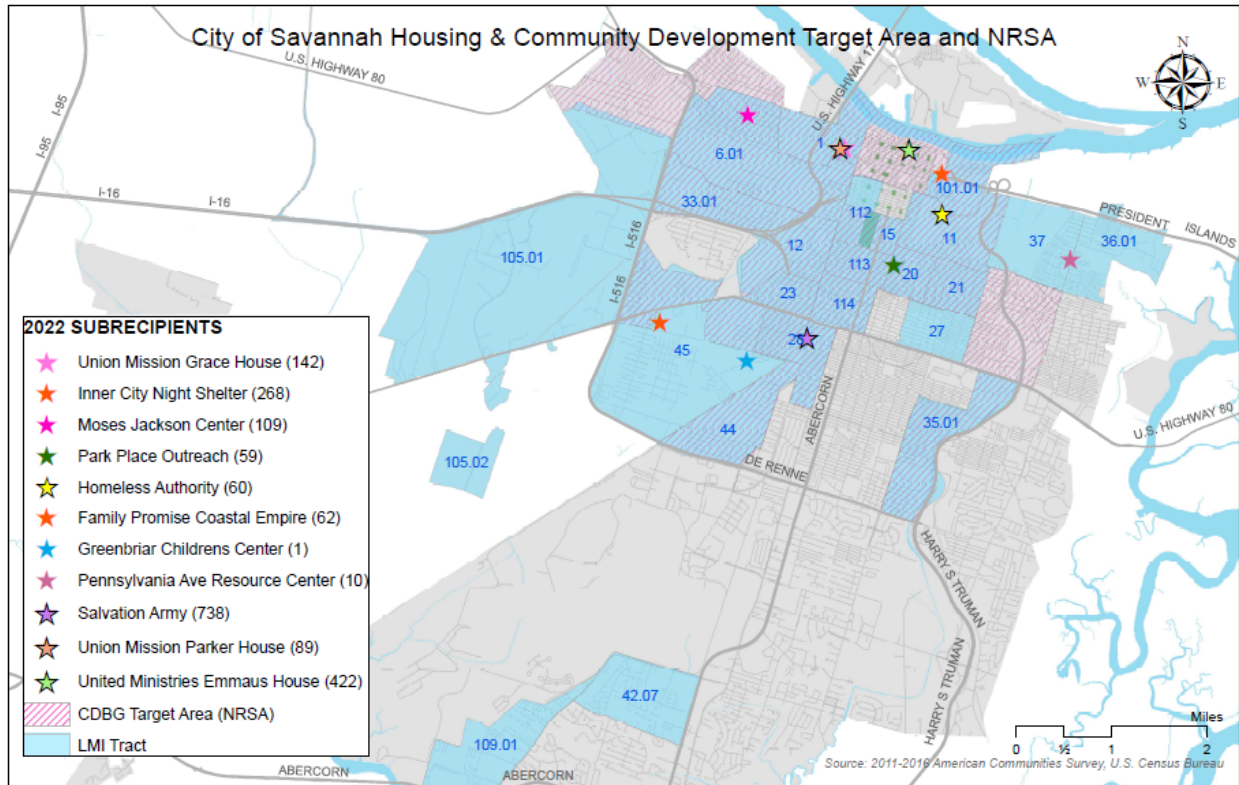 City of Savannah Housing & Community Development Target Area and NRSA
N
W E
S
U.S. HIGHWAY 80
U.S. HIGHWAY 17
I-95
I-95
I-16
I-16
I-516
I-516
6.01
1
33.01
101.01
112
15
11
12
113
20
23
114
21
37
36.01
PRESIDENT ISLANDS
105.01
27
45
44
35.01
105.02
ABERCORN
DE RENNE
U.S. HIGHWAY 80
HARRY S TRUMAN
HARRY S TRUMAN
42.07
109.01
ABERCORN
ABERCORN
2022 SUBRECIPIENTS
Union Mission Grace House (142)
Inner City Night Shelter (268)
Moses Jackson Center (109)
Park Place Outreach (59)
Homeless Authority (60)
Family Promise Coastal Empire (62)
Greenbriar Childrens Center (1)
Pennsylvania Ave Resource Center (10)
Salvation Army (738)
Union Mission Parker House (89)
United Ministries Emmaus House (422)
CDBG Target Area (NRSA)
LMI Tract
Miles
0 ½ 1 2
Source: 2011-2016 American Communities Survey, U.S. Census Bureau